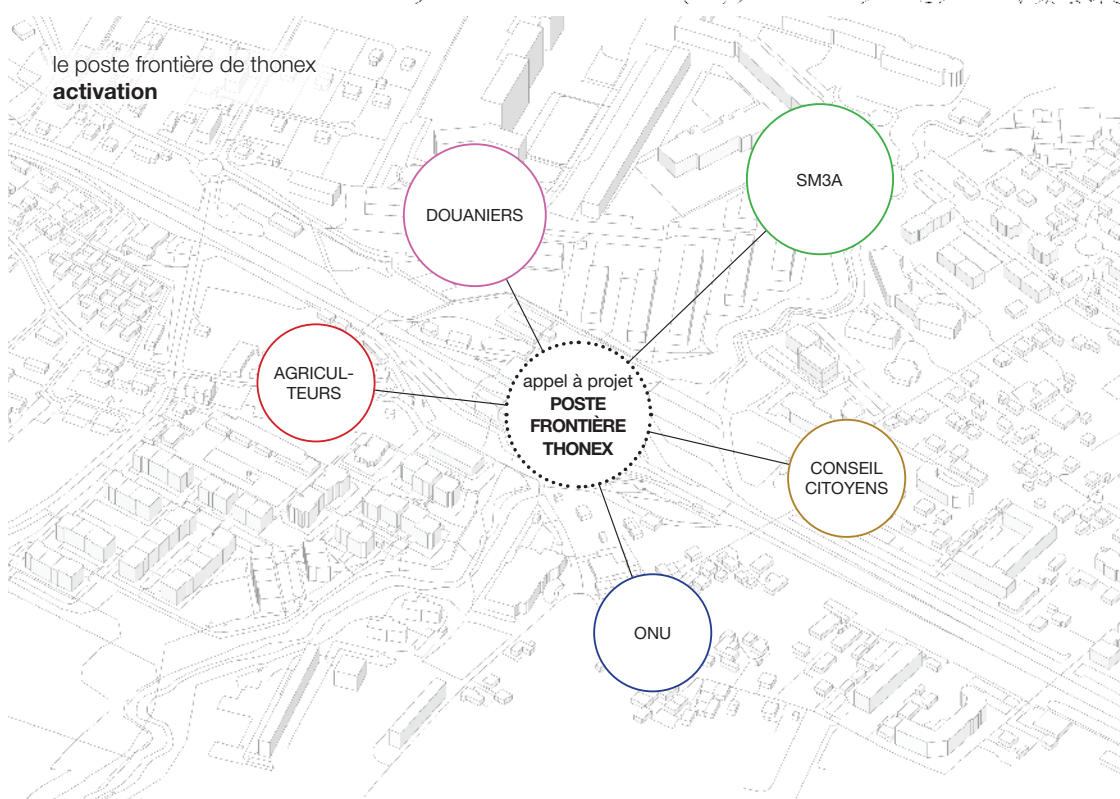 le poste frontière de thonex
activation
DOUANIERS
SM3A
AGRICUL-
TEURS
appel à projet
POSTE
FRONTIÈRE
THONEX
CONSEIL
CITOYENS
ONU